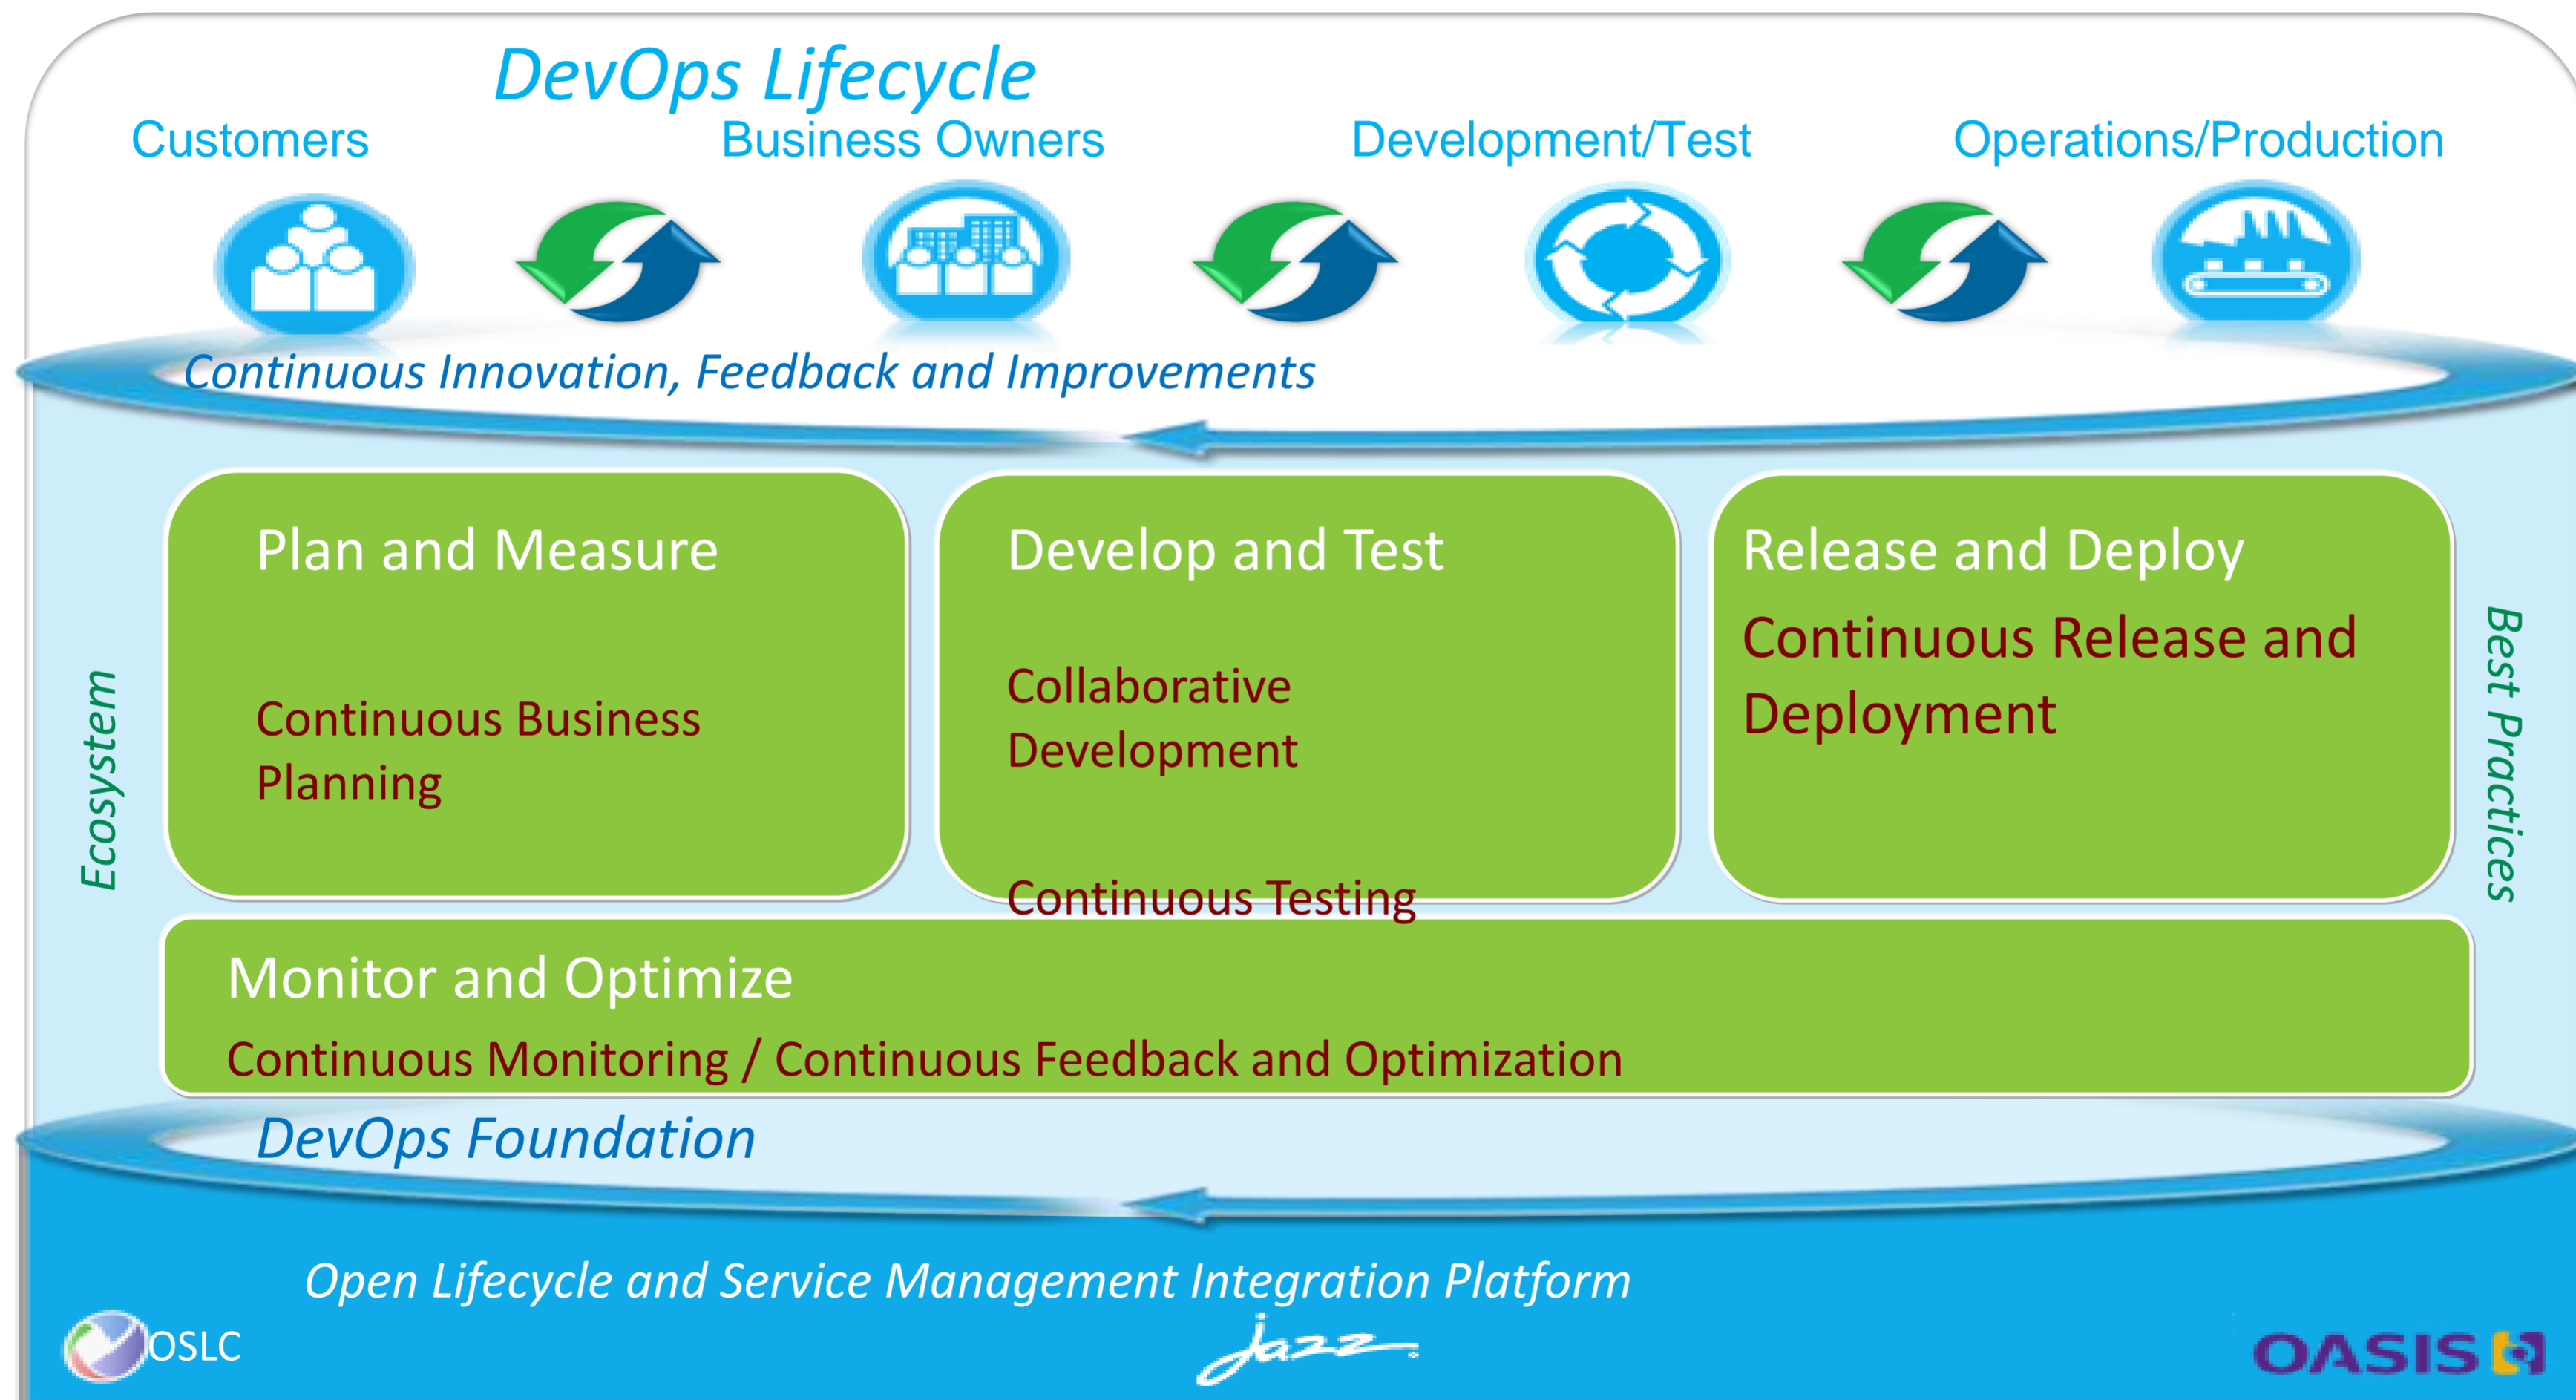 DevOps Lifecycle
Customers
Business Owners
Development/Test
Operations/Production
Continuous Innovation, Feedback and Improvements
Ecosystem
Plan and Measure
Continuous Business
Planning
Develop and Test
Collaborative
Development
Continuous Testing
Release and Deploy
Continuous Release and
Deployment
Best Practices
Monitor and Optimize
Continuous Monitoring / Continuous Feedback and Optimization
DevOps Foundation
Open Lifecycle and Service Management Integration Platform
OSLC
jazz
OASIS